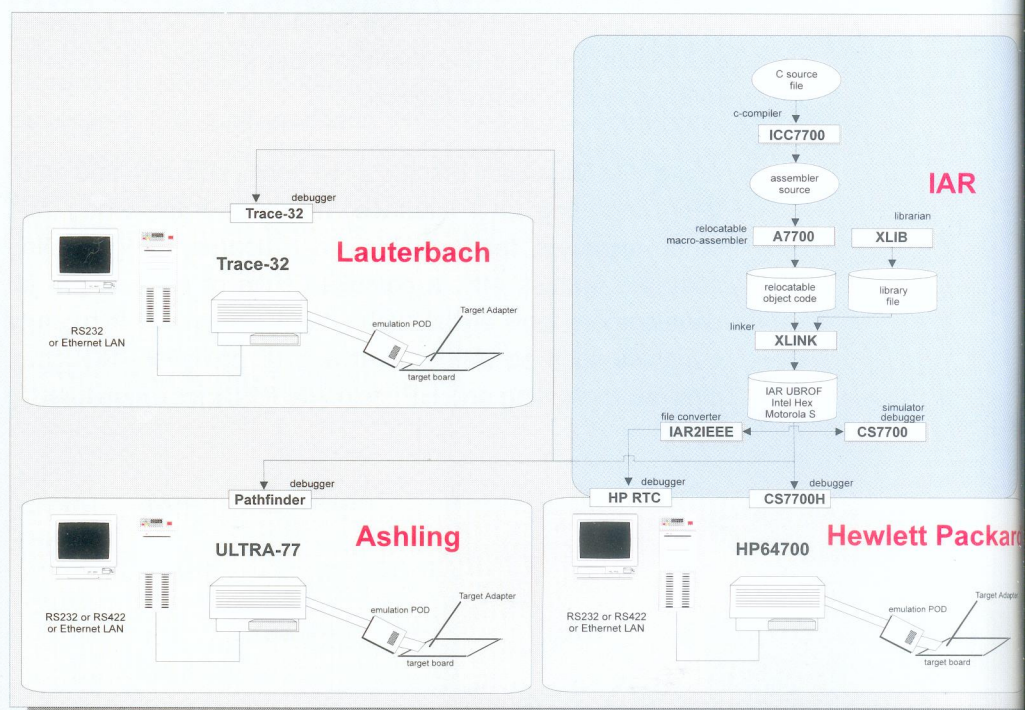 C source
file
c-compiler
ICC7700
assembler
source
IAR
librarian
relocatable
macro-assembler
A7700
XLIB
relocatable
object code
library
file
linker
XLINK
IAR UBROF
Intel Hex
Motorola S
file converter
IAR2IEEE
simulator
debugger
CS7700
debugger
Trace-32
Trace-32
Lauterbach
RS232
or Ethernet LAN
emulation POD
Target Adapter
target board
debugger
Pathfinder
ULTRA-77
Ashling
RS232 or RS422
or Ethernet LAN
emulation POD
Target Adapter
target board
debugger
HP RTC
debugger
CS7700H
HP64700
Hewlett Packard
RS232 or RS422
or Ethernet LAN
emulation POD
Target Adapte
target board